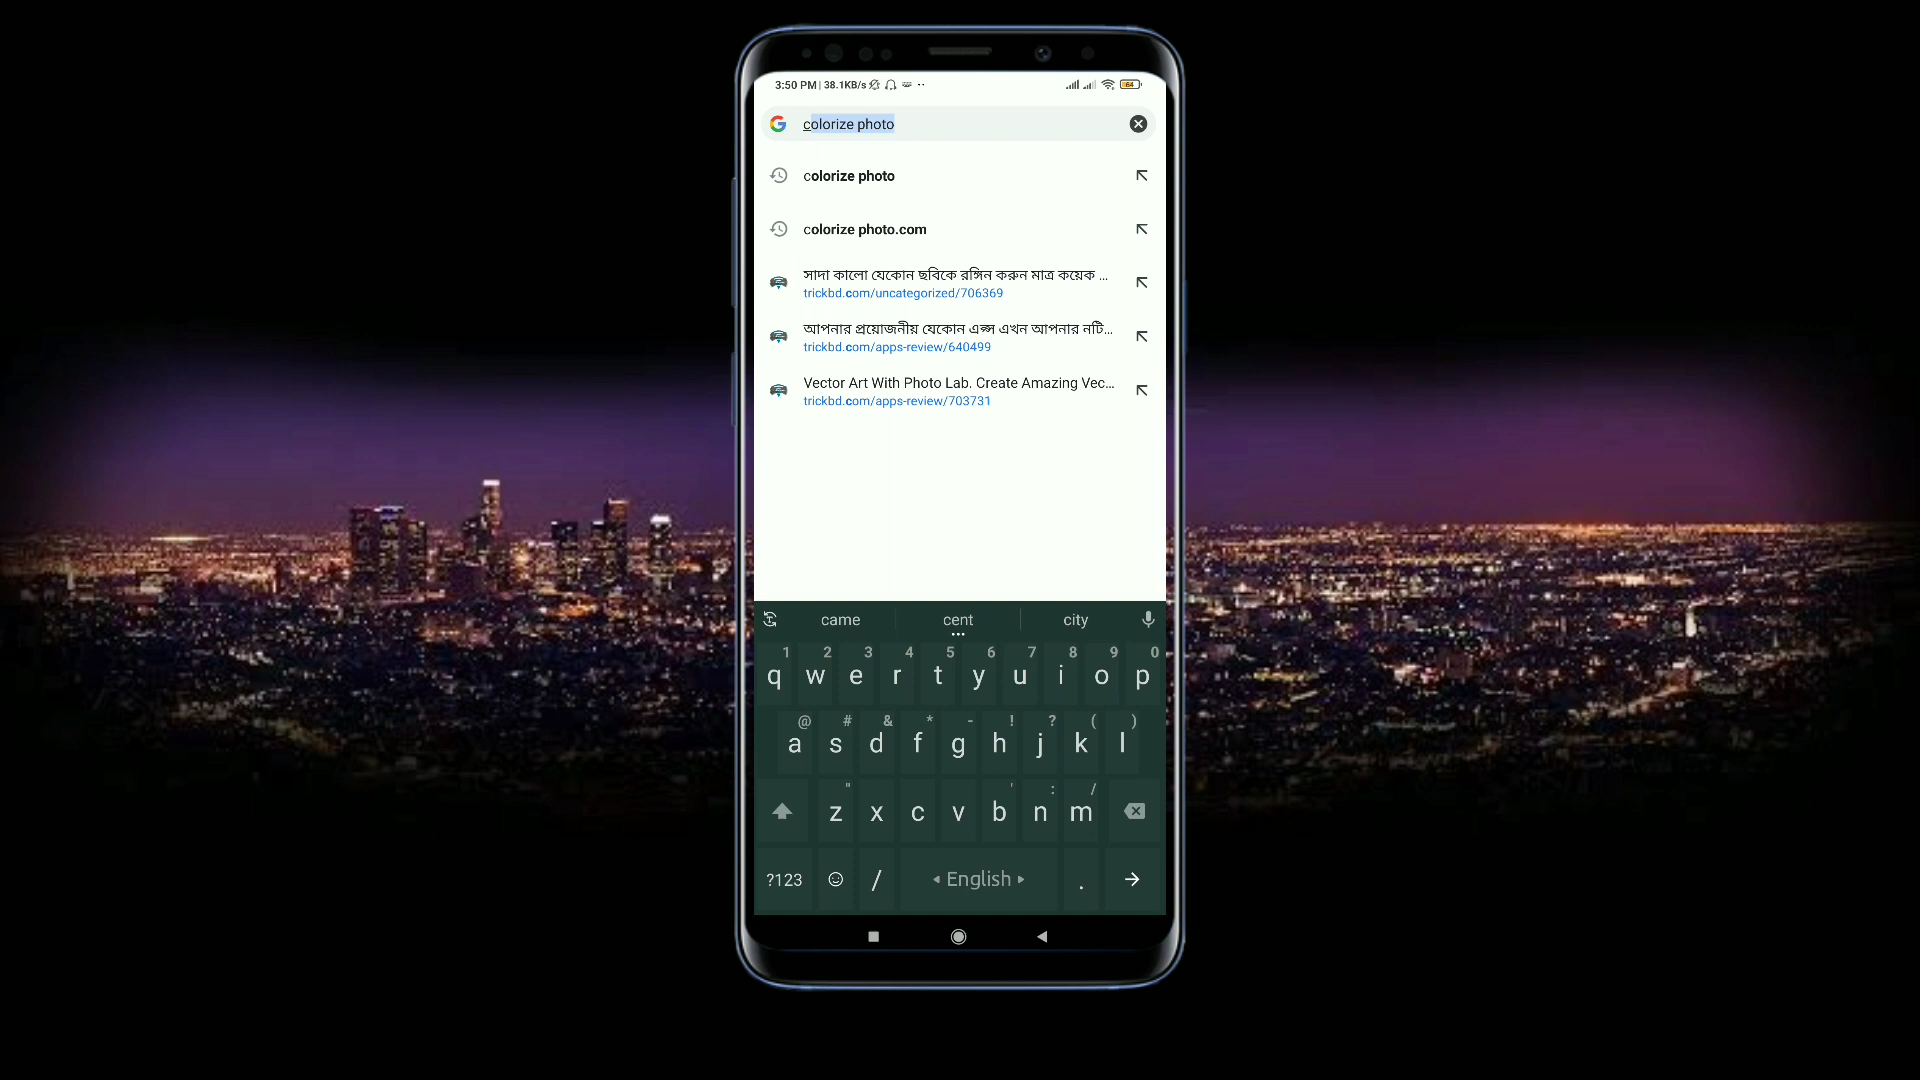 3:50 PM | 38.1KB/s
64
colorize photo
colorize photo
colorize photo.com
সাদা কালো যেকোন ছবিকে রঙ্গিন করুন মাত্র কয়েক ...
trickbd.com/uncategorized/706369
আপনার প্রয়োজনীয় যেকোন এপ্স এখন আপনার নটি...
trickbd.com/apps-review/640499
Vector Art With Photo Lab. Create Amazing Vec...
trickbd.com/apps-review/703731
came cent city
1 2 3 4 5 6 7 8 9 0
q w e r t y u i o p
@ # & * - ! ? ( )
a s d f g h j k l
" ' : /
z x c v b n m
?123 / English .